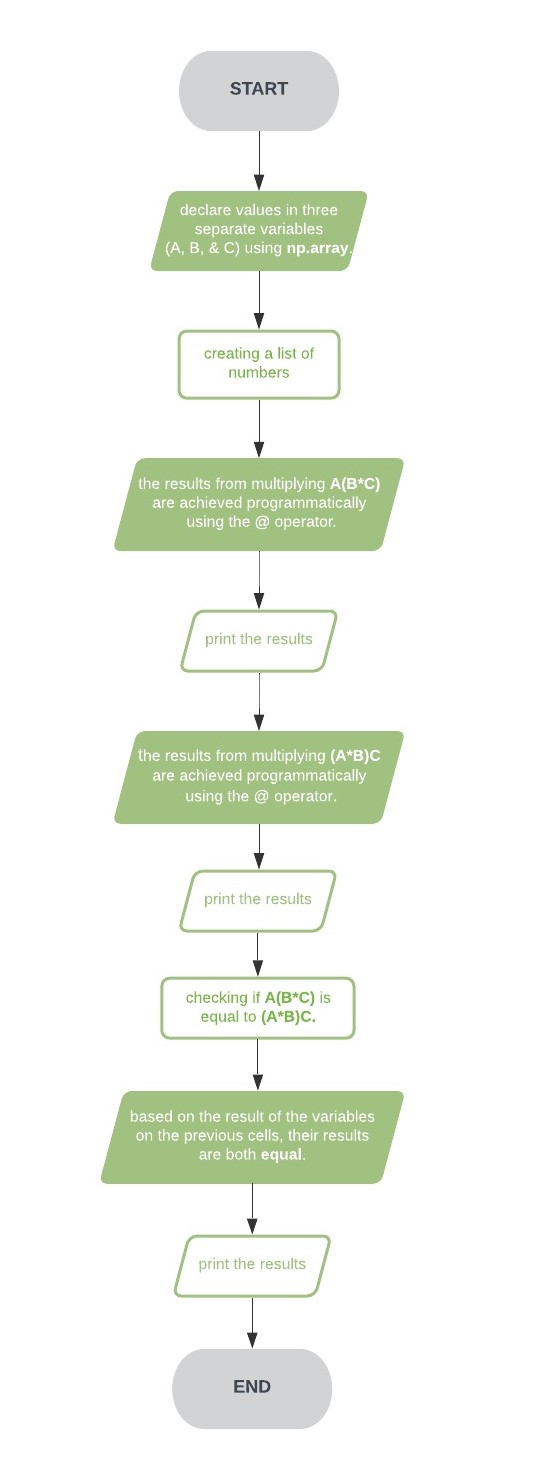 START
declare values in three
separate variables
(A, B, & C) using np.array.
creating a list of
numbers
the results from multiplying A(B*C)
are achieved programmatically
using the @ operator.
print the results
the results from multiplying (A*B)C
are achieved programmatically
using the @ operator.
print the results
checking if A(B*C) is
equal to (A*B)C.
based on the result of the variables
on the previous cells, their results
are both equal.
print the results
END